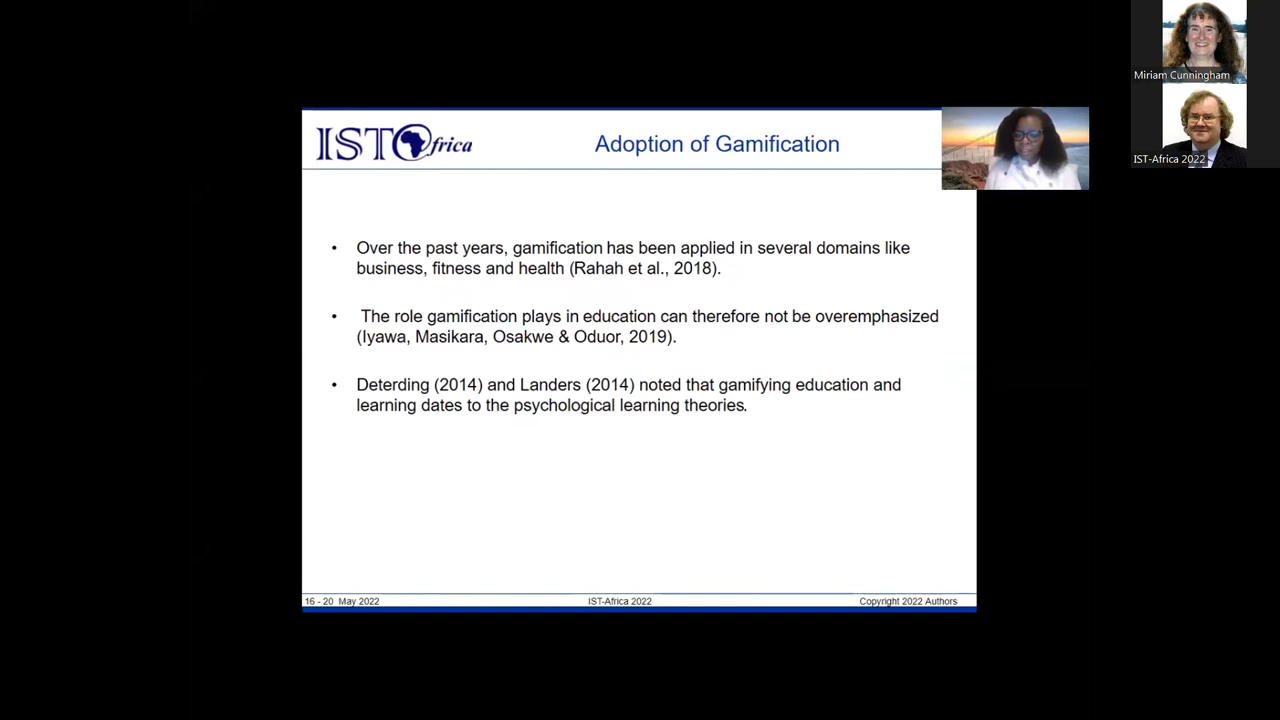 Miriam Cunningham
IST-Africa 2022
ISTAfrica
Adoption of Gamification
• Over the past years, gamification has been applied in several domains like
business, fitness and health (Rahah et al., 2018).
• The role gamification plays in education can therefore not be overemphasized
(Iyawa, Masikara, Osakwe & Oduor, 2019).
• Deterding (2014) and Landers (2014) noted that gamifying education and
learning dates to the psychological learning theories.
16 - 20 May 2022
IST-Africa 2022
Copyright 2022 Authors